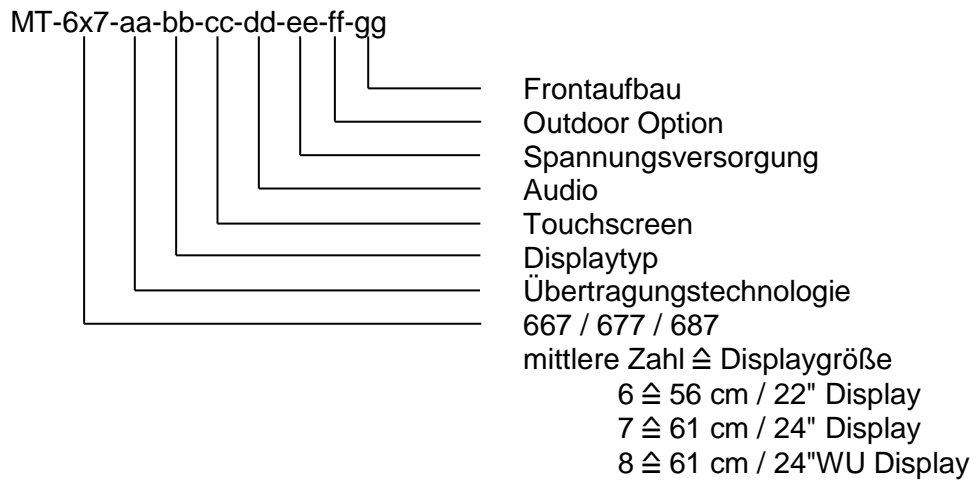 MT-6x7-aa-bb-cc-dd-ee-ff-gg
Frontaufbau
Outdoor Option
Spannungsversorgung
Audio
Touchscreen
Displaytyp
Übertragungstechnologie
667 / 677 / 687
mittlere Zahl ≙ Displaygröße
6 ≙ 56 cm / 22" Display
7 ≙ 61 cm / 24" Display
8 ≙ 61 cm / 24"WU Display